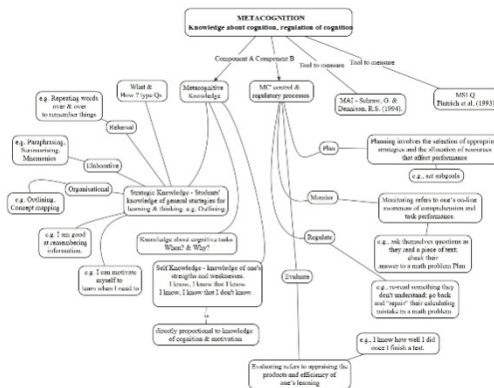 METACOGNITION
Knowledge about cognition, regulation of cognition
Component A
Component B
Tool to measure
Tool to measure
What &
How ? type Qs
Metacognitive
Knowledge
MC control &
regulatory processes
MAI - Schraw, G. &
Dennison, R.S. (1994).
MSLQ
Pintrich et al, (1993)
e.g. Repeating words
over & over
to remember things
Rehersal
e.g. Paraphrasing,
Summarising,
Mnemonics
Elaborative
Organisational
e.g. Outlining,
Concept mapping
Strategic Knowledge - Students'
knowledge of general strategies for
learning & thinking. e.g. Outlining
e.g. I am good
at remembering
information.
e.g. I can motivate
myself to
learn when I need to
Knowledge about cognitive tasks
When? & Why?
Self Knowledge - knowledge of one's
strengths and weaknesses.
I know, I know that I know
I know, I know that I don't know.
directly proportional to knowledge
of cognition & motivation
Plan
Planning involves the selection of appropria
strategies and the allocation of resources
that affect performance
e.g., set subgoals
Monitor
Monitoring refers to one's on-line
awareness of comprehension and
task performance.
e.g., ask themselves questions as
they read a piece of text;
check their
answer to a math problem Plan
Regulate
e.g., re-read something they
don't understand; go back
and "repair" their calculating
mistake to a math problem
Evaluate
e.g., I know how well I did
once I finish a test.
Evaluating refers to appraising the
products and efficiency of
one's learning